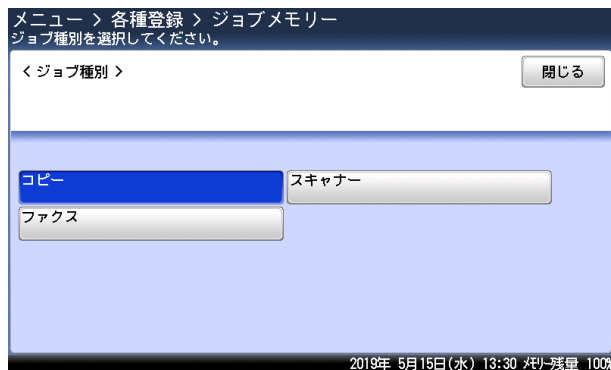 メニュー > 各種登録 > ジョブメモリー
ジョブ種別を選択してください。
< ジョブ種別 >
閉じる
コピー
スキャナー
ファクス
2019年 5月15日(水) 13:30 メモリー残量 100%